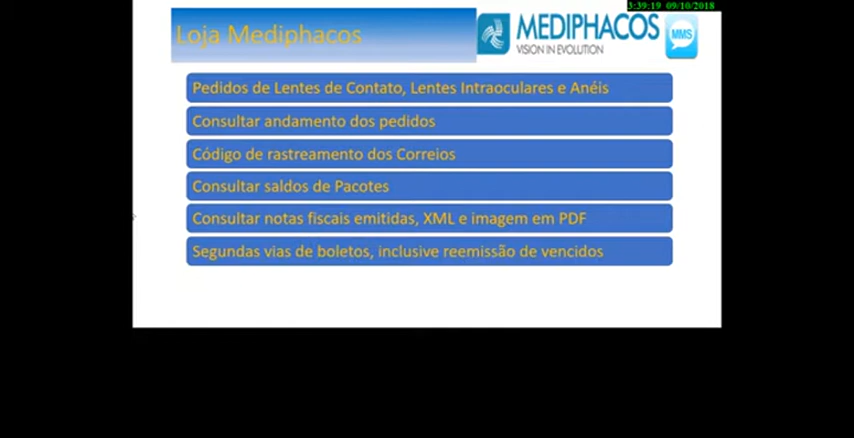 3:39:19 09/10/2018
Loja Mediphacos
MEDIPHACOS
VISION IN EVOLUTION
MMS
Pedidos de Lentes de Contato, Lentes Intraoculares e Anéis
Consultar andamento dos pedidos
Código de rastreamento dos Correios
Consultar saldos de Pacotes
Consultar notas fiscais emitidas, XML e imagem em PDF
Segundas vias de boletos, inclusive reemissão de vencidos